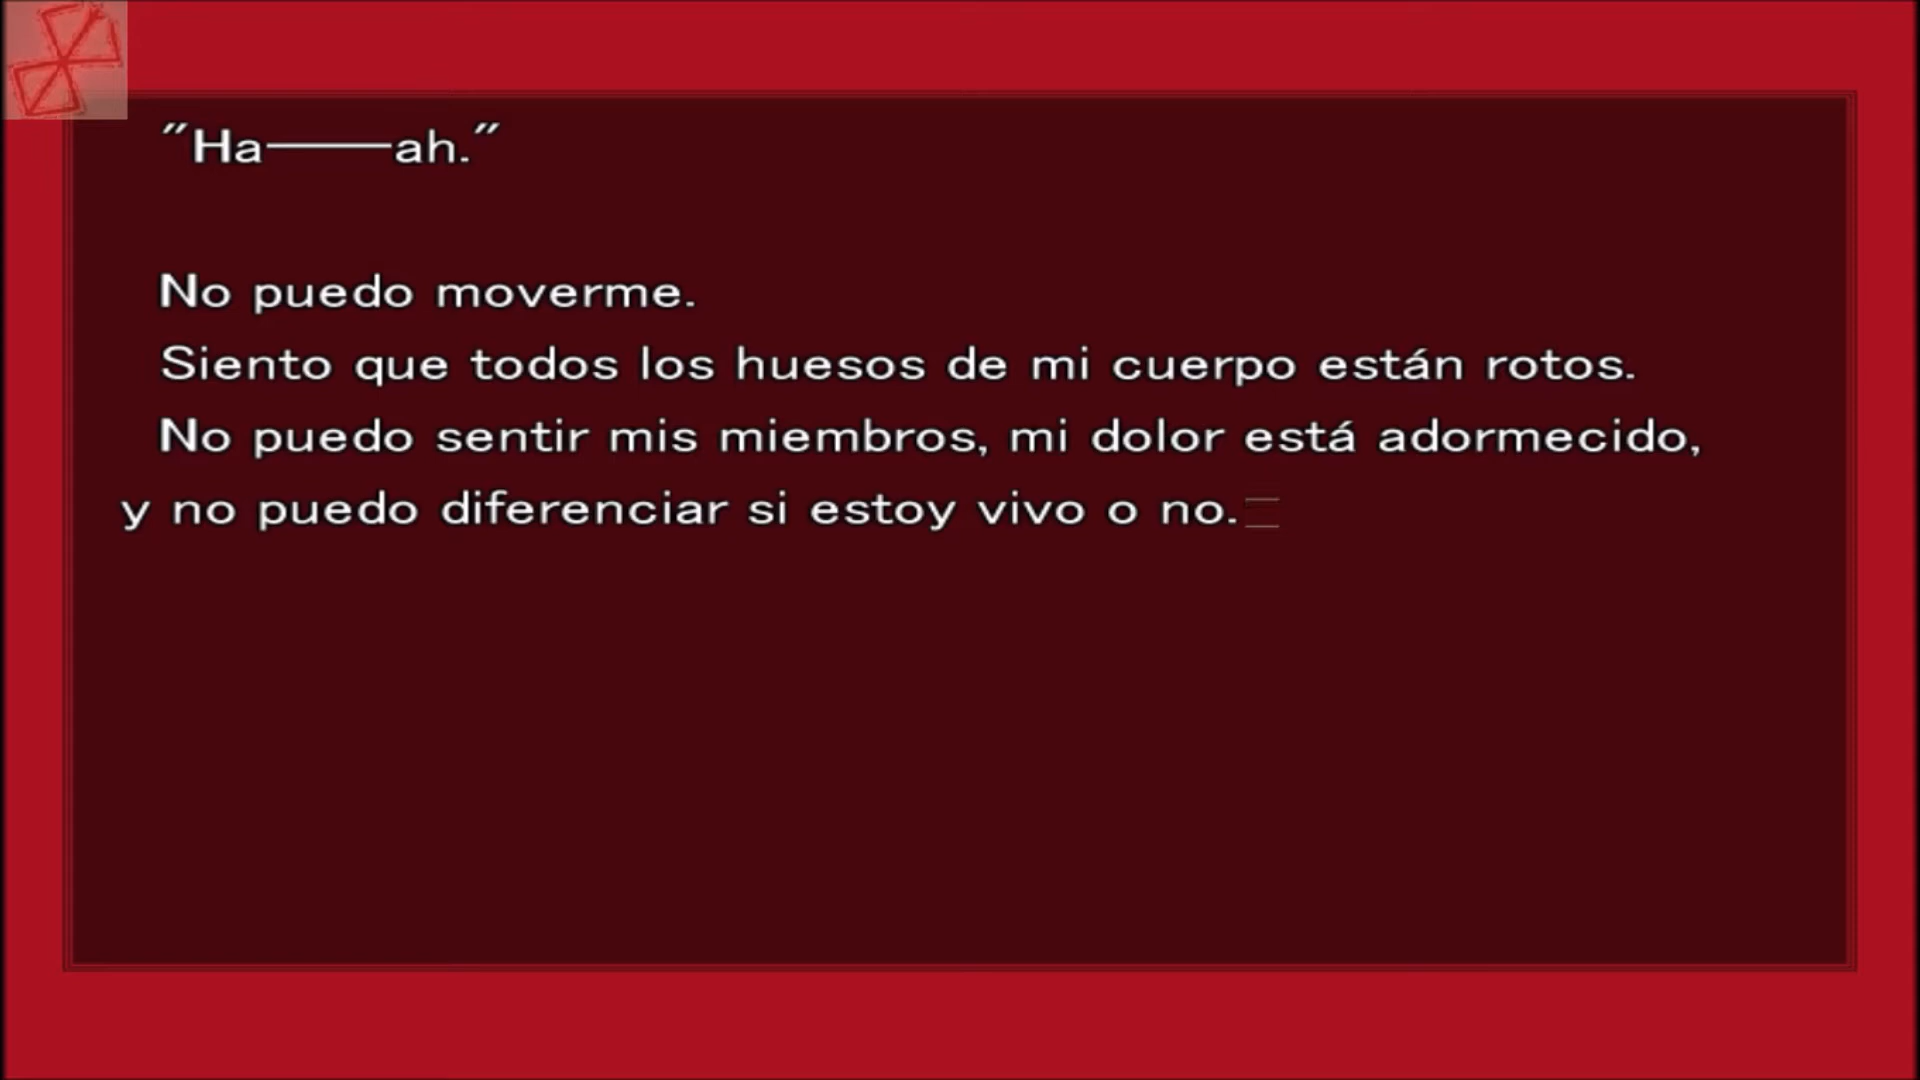 "Ha———ah."
No puedo moverme.
Siento que todos los huesos de mi cuerpo están rotos.
No puedo sentir mis miembros, mi dolor está adormecido,
y no puedo diferenciar si estoy vivo o no.